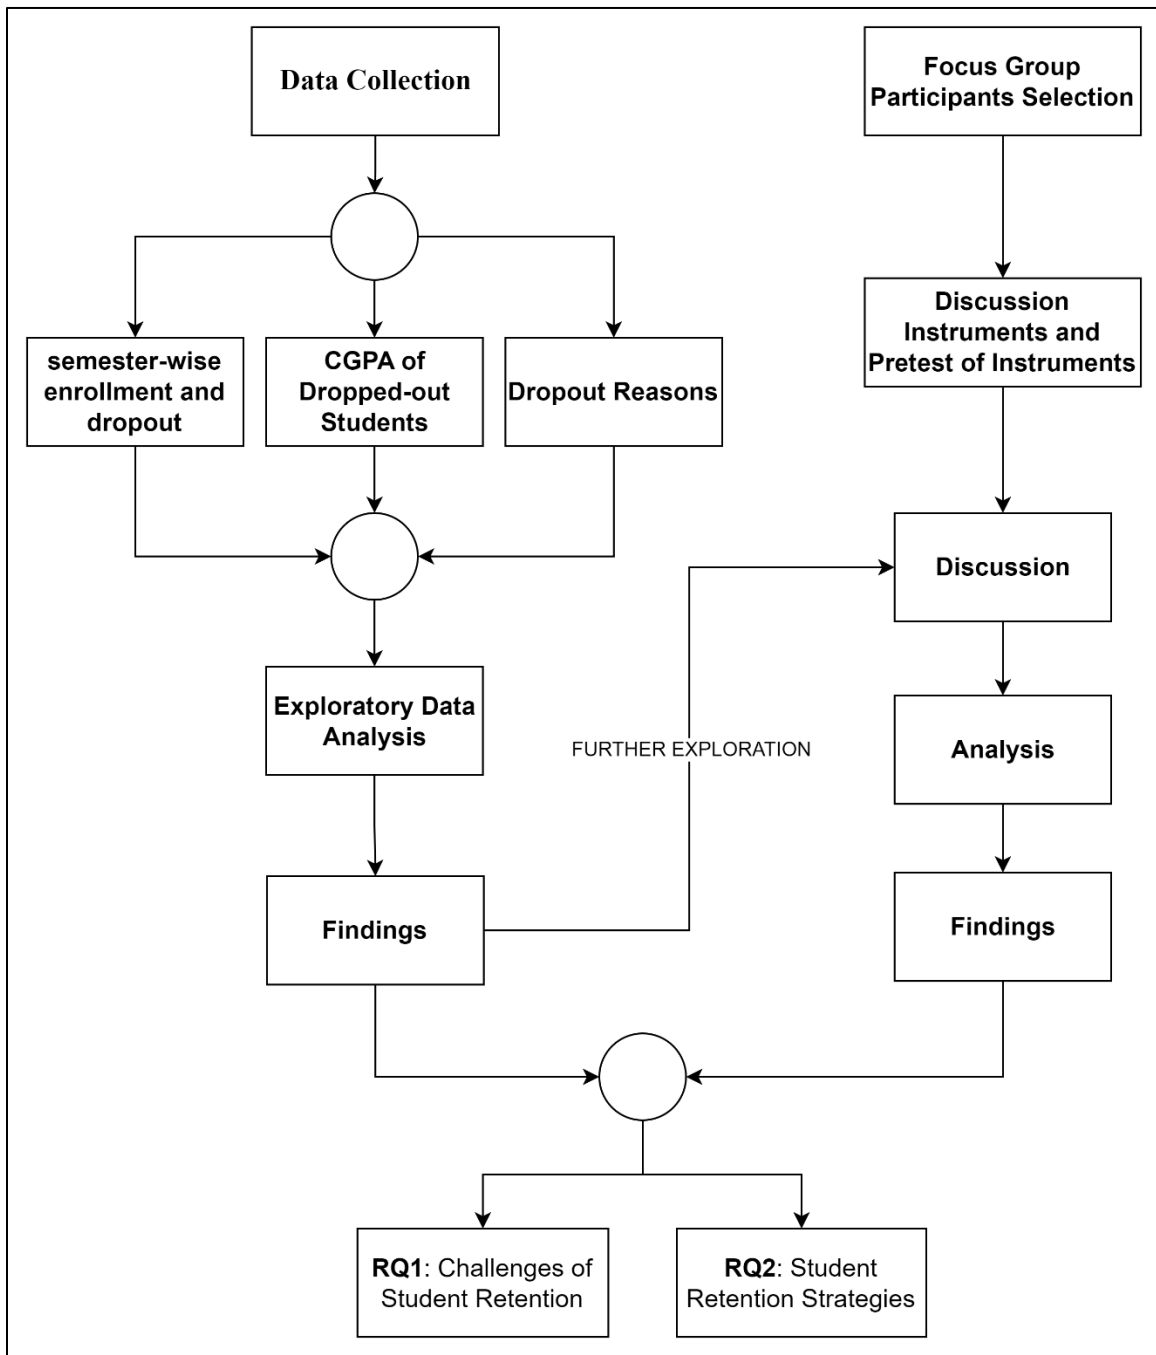 Data Collection
Focus Group
Participants Selection
semester-wise
enrollment and
dropout
CGPA of
Dropped-out
Students
Dropout Reasons
Discussion
Instruments and
Pretest of Instruments
Discussion
Exploratory Data
Analysis
FURTHER EXPLORATION
Analysis
Findings
Findings
RQ1: Challenges of
Student Retention
RQ2: Student
Retention Strategies